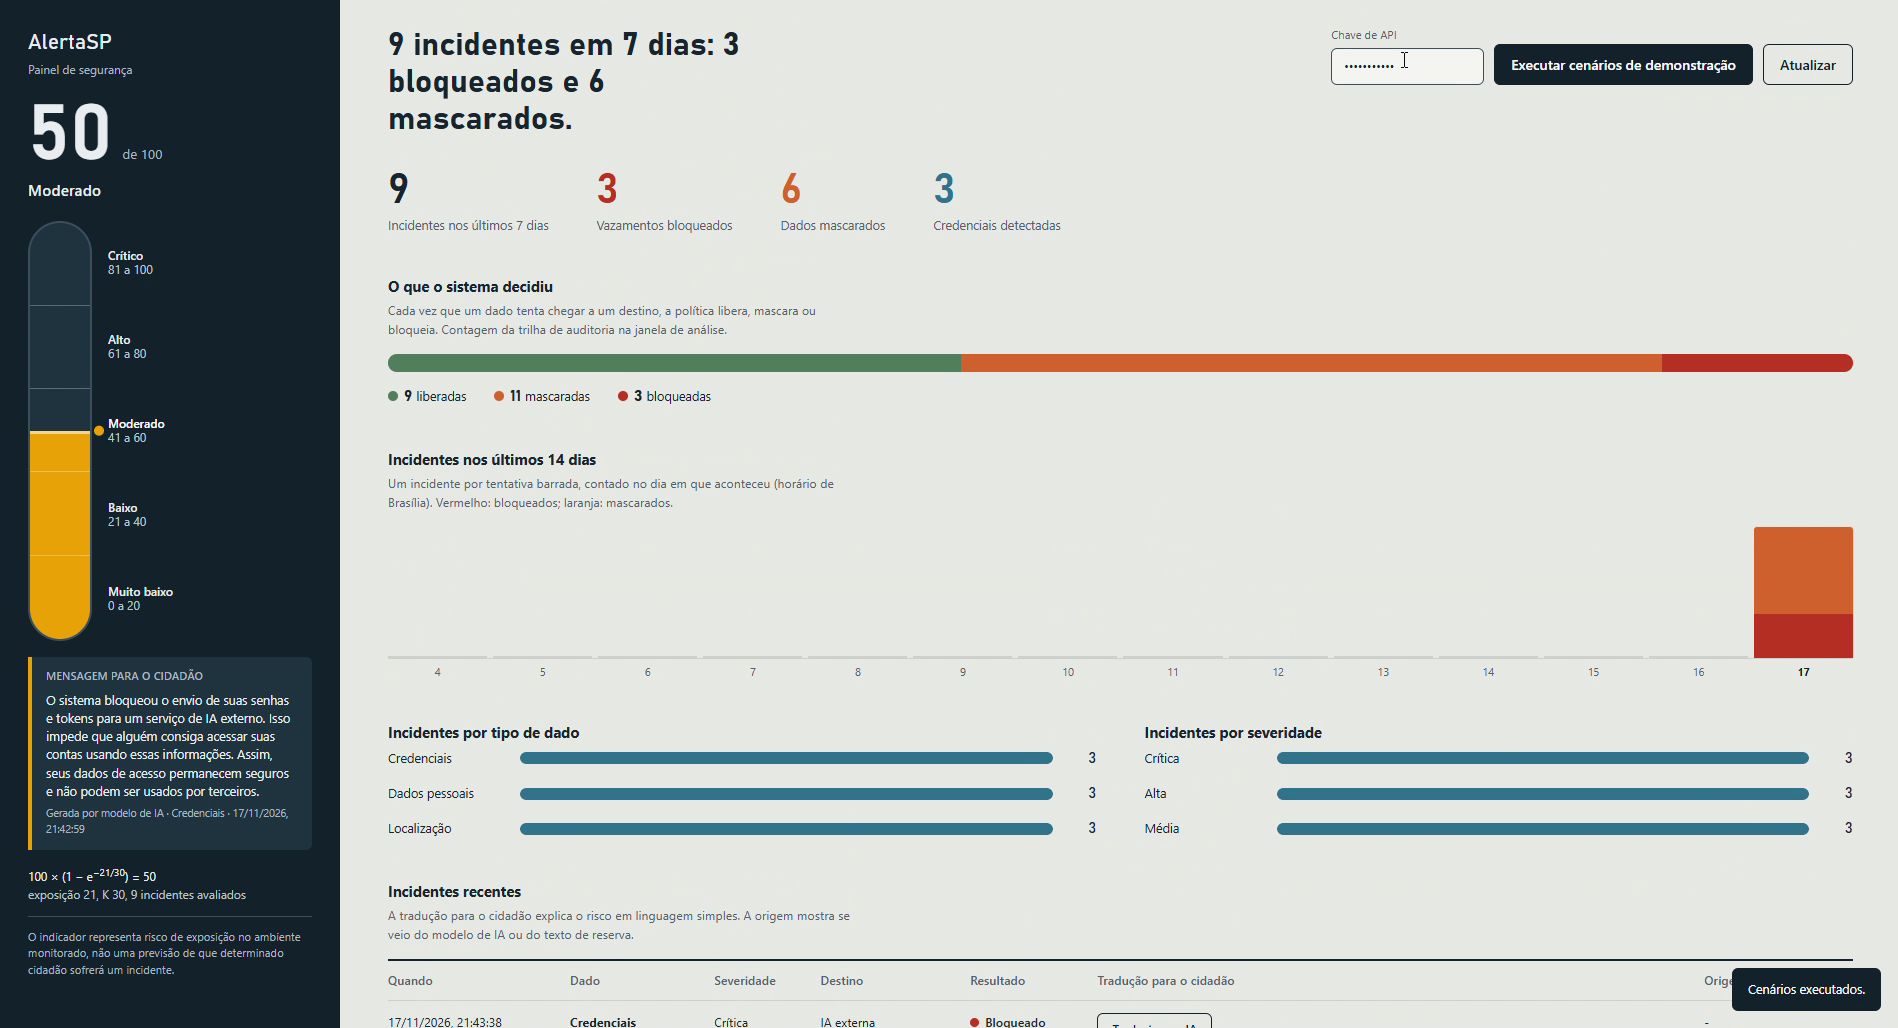 AlertaSP
Painel de segurança
50 de 100
Moderado
Crítico
81 a 100
Alto
61 a 80
Moderado
41 a 60
Baixo
21 a 40
Muito baixo
0 a 20
MENSAGEM PARA O CIDADÃO
O sistema bloqueou o envio de suas senhas
e tokens para um serviço de IA externo. Isso
impede que alguém consiga acessar suas
contas usando essas informações. Assim,
seus dados de acesso permanecem seguros
e não podem ser usados por terceiros.
Gerada por modelo de IA · Credenciais · 17/11/2026,
21:42:59
100 × (1 − e−21/30) = 50
exposição 21, K 30, 9 incidentes avaliados
O indicador representa risco de exposição no ambiente
monitorado, não uma previsão de que determinado
cidadão sofrerá um incidente.
9 incidentes em 7 dias: 3
bloqueados e 6
mascarados.
Chave de API
•••••••••••
Executar cenários de demonstração
Atualizar
9
Incidentes nos últimos 7 dias
3
Vazamentos bloqueados
6
Dados mascarados
3
Credenciais detectadas
O que o sistema decidiu
Cada vez que um dado tenta chegar a um destino, a política libera, mascara ou
bloqueia. Contagem da trilha de auditoria na janela de análise.
9 liberadas 11 mascaradas 3 bloqueadas
Incidentes nos últimos 14 dias
Um incidente por tentativa barrada, contado no dia em que aconteceu (horário de
Brasília). Vermelho: bloqueados; laranja: mascarados.
4 5 6 7 8 9 10 11 12 13 14 15 16 17
Incidentes por tipo de dado
Credenciais 3
Dados pessoais 3
Localização 3
Incidentes por severidade
Crítica 3
Alta 3
Média 3
Incidentes recentes
A tradução para o cidadão explica o risco em linguagem simples. A origem mostra se
veio do modelo de IA ou do texto de reserva.
Quando Dado Severidade Destino Resultado Tradução para o cidadão
17/11/2026, 21:43:38 Credenciais Crítica IA externa Bloqueado -
Cenários executados.